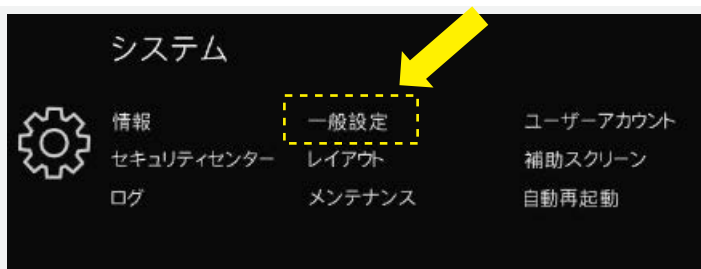 システム
情報 一般設定 ユーザーアカウント
セキュリティセンター レイアウト 補助スクリーン
ログ メンテナンス 自動再起動